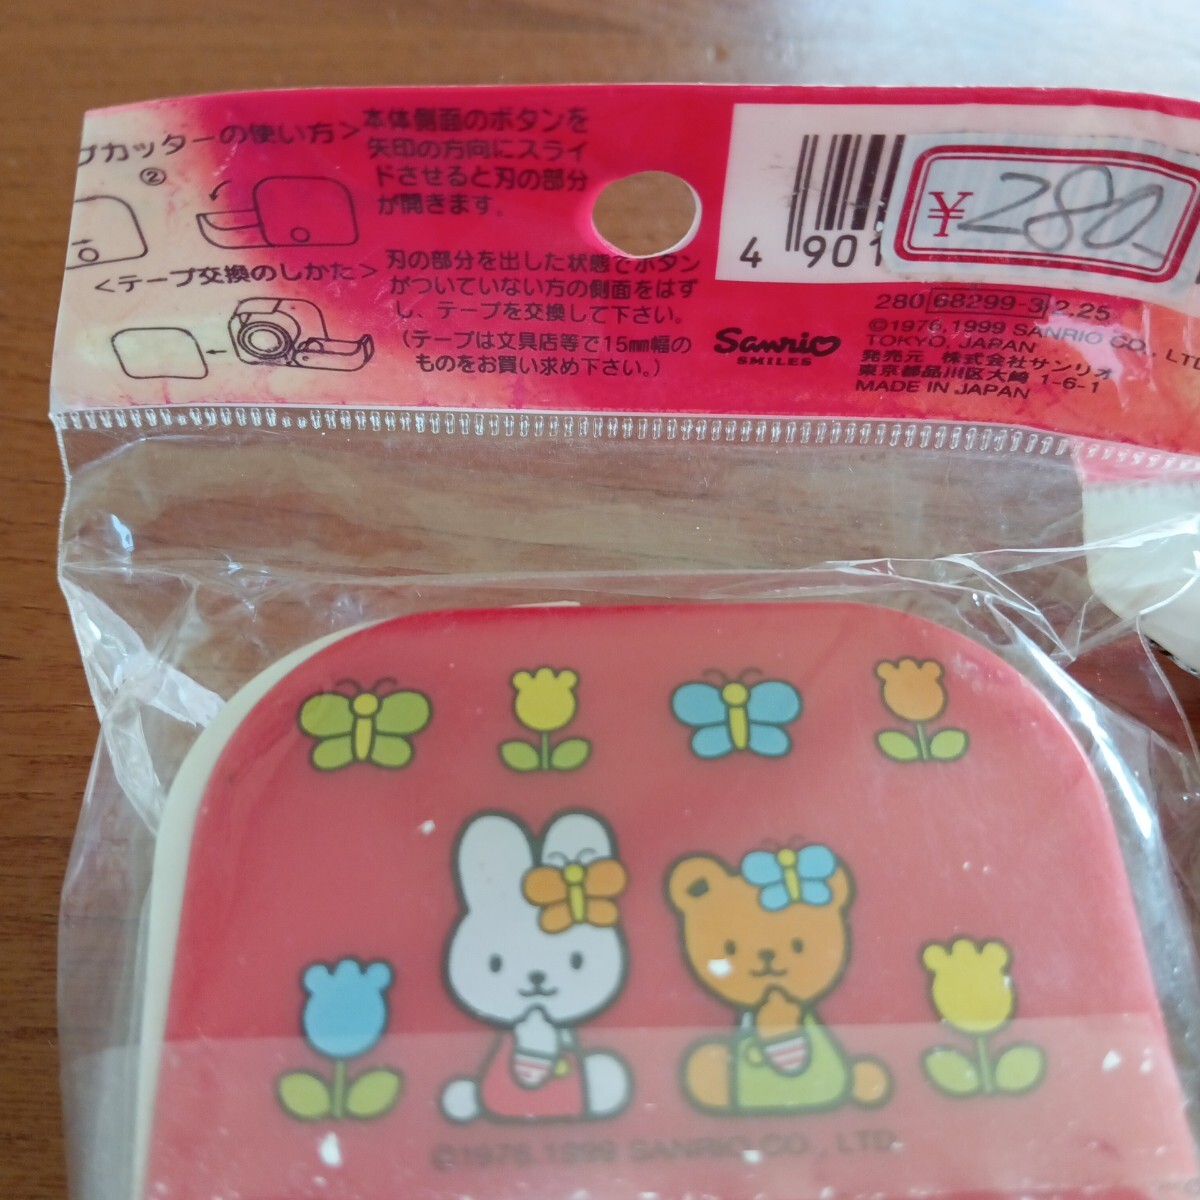 カッターの使い方>
②
<テープ交換のしかた>
本体側面のボタンを
矢印の方向にスライ
ドさせると刃の部分
が開きます。
刃の部分を出した状態でボタン
がついていない方の側面をはず
し、テープを交換して下さい。
(テープは文具店等で15mm幅の
ものをお買い求め下さい。)
4 901
¥280-
280 68299-3 2.25
Sanrio
SMILES
©1976,1999 SANRIO CO., LTD
TOKYO, JAPAN
発売元 株式会社サンリオ
東京都品川区大崎 1-6-1
MADE IN JAPAN
©1976.1999 SANRIO CO., LTD.